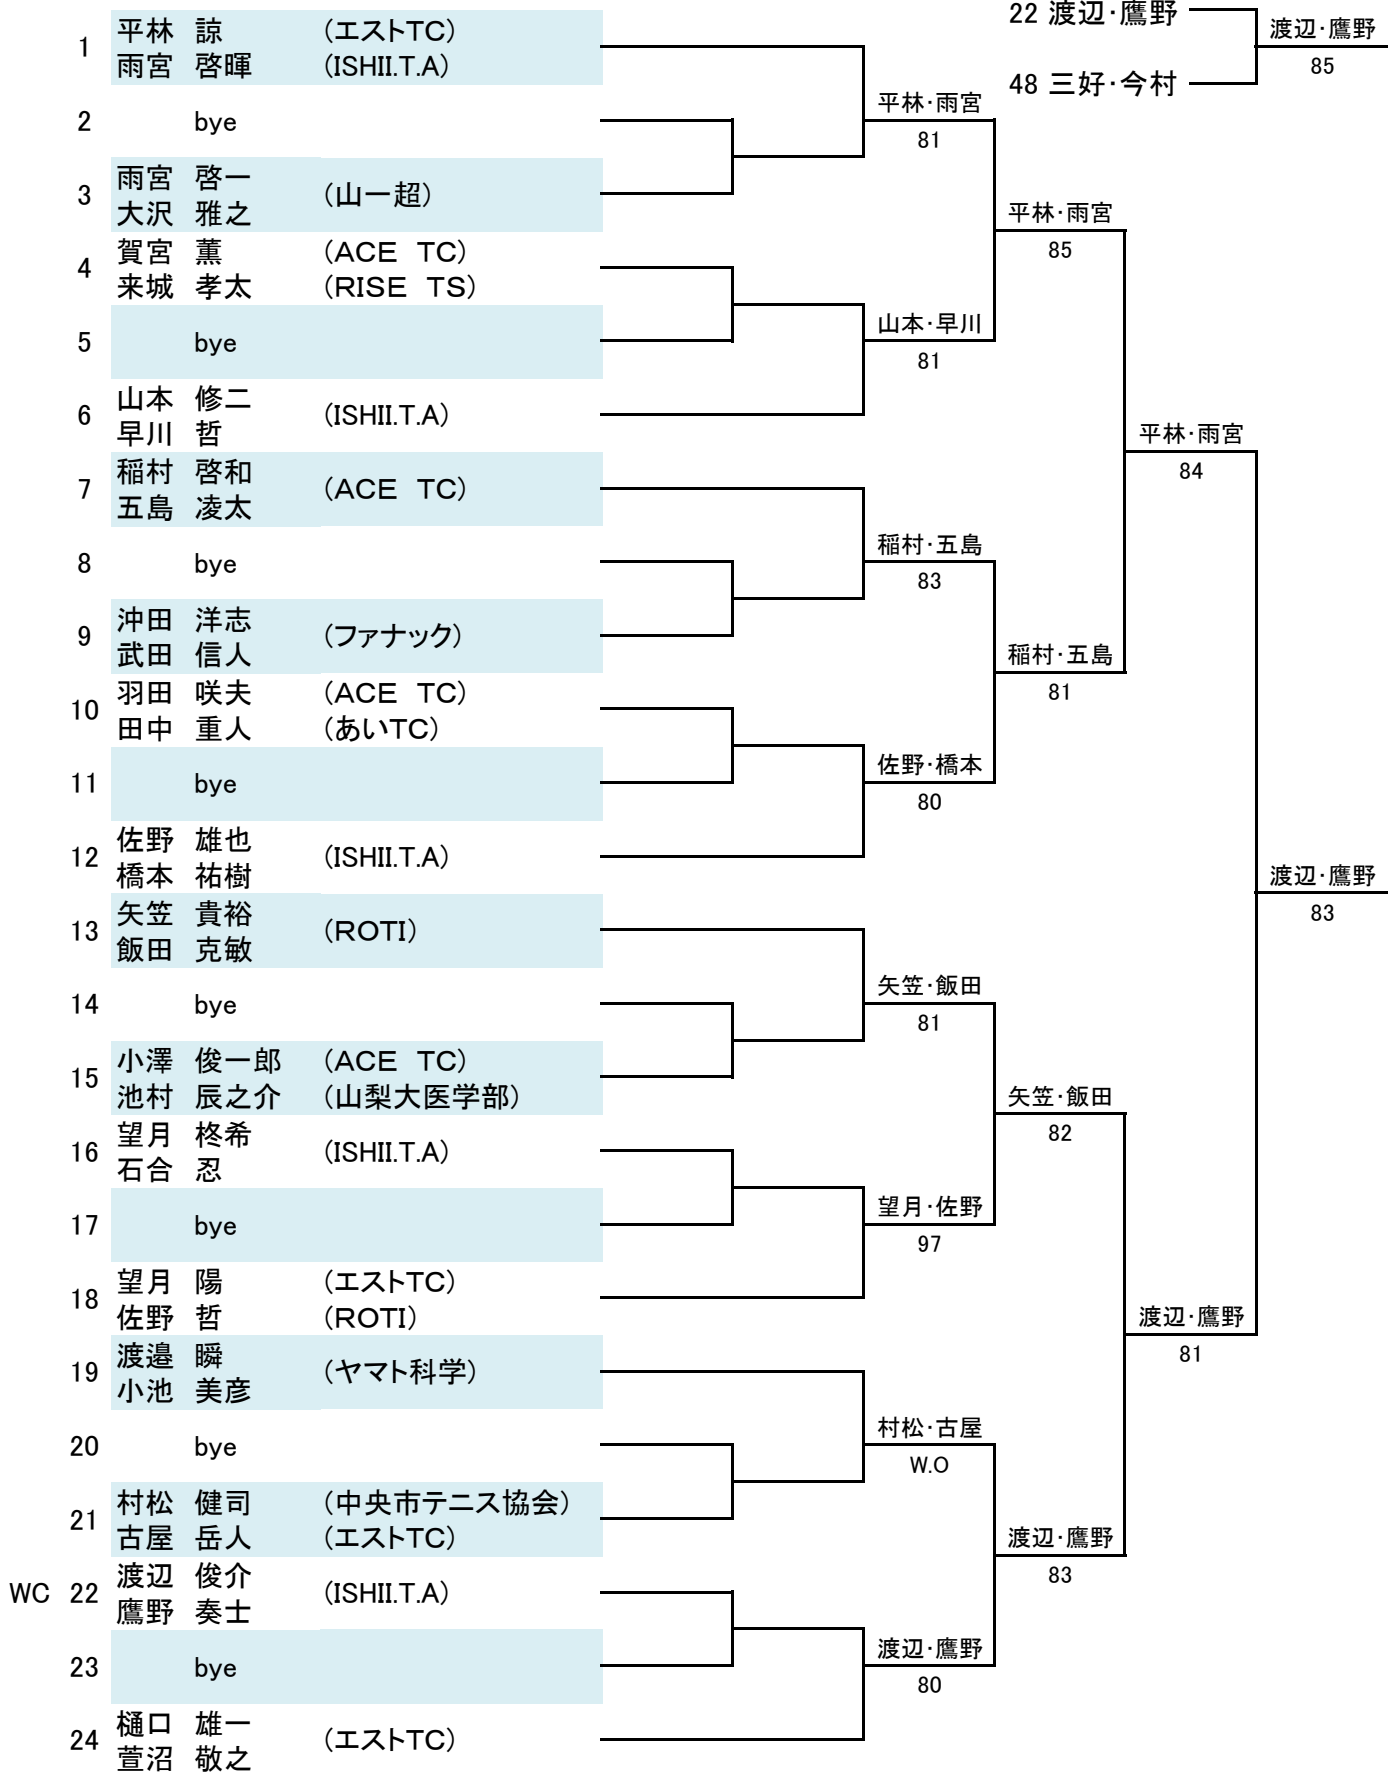 22 渡辺・鷹野
渡辺・鷹野
85
48 三好・今村
1 平林 諒 (エストTC)
雨宮 啓暉 (ISHII.T.A)
2 bye
平林・雨宮
81
3 雨宮 啓一 (山一超)
大沢 雅之
平林・雨宮
85
4 賀宮 薫 (ACE TC)
来城 孝太 (RISE TS)
5 bye
山本・早川
81
6 山本 修二 (ISHII.T.A)
早川 哲
平林・雨宮
84
7 稲村 啓和 (ACE TC)
五島 凌太
8 bye
稲村・五島
83
9 沖田 洋志 (ファナック)
武田 信人
稲村・五島
81
10 羽田 咲夫 (ACE TC)
田中 重人 (あいTC)
11 bye
佐野・橋本
80
12 佐野 雄也 (ISHII.T.A)
橋本 祐樹
渡辺・鷹野
83
13 矢笠 貴裕 (ROTI)
飯田 克敏
14 bye
矢笠・飯田
81
15 小澤 俊一郎 (ACE TC)
池村 辰之介 (山梨大医学部)
矢笠・飯田
82
16 望月 柊希 (ISHII.T.A)
石合 忍
17 bye
望月・佐野
97
18 望月 陽 (エストTC)
佐野 哲 (ROTI)
渡辺・鷹野
81
19 渡邉 瞬 (ヤマト科学)
小池 美彦
20 bye
村松・古屋
W.O
21 村松 健司 (中央市テニス協会)
古屋 岳人 (エストTC)
渡辺・鷹野
83
WC 22 渡辺 俊介 (ISHII.T.A)
鷹野 奏士
23 bye
渡辺・鷹野
80
24 樋口 雄一 (エストTC)
萱沼 敬之